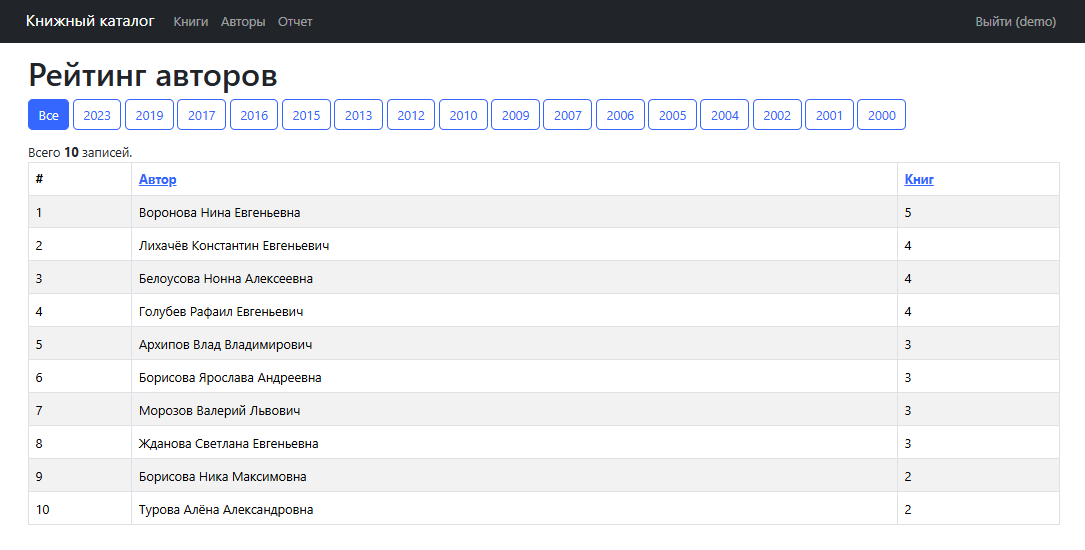 Книжный каталог Книги Авторы Отчет Выйти (demo)
Рейтинг авторов
Все 2023 2019 2017 2016 2015 2013 2012 2010 2009 2007 2006 2005 2004 2002 2001 2000
Всего 10 записей.
# Автор Книг
1 Воронова Нина Евгеньевна 5
2 Лихачёв Константин Евгеньевич 4
3 Белоусова Нонна Алексеевна 4
4 Голубев Рафаил Евгеньевич 4
5 Архипов Влад Владимирович 3
6 Борисова Ярослава Андреевна 3
7 Морозов Валерий Львович 3
8 Жданова Светлана Евгеньевна 3
9 Борисова Ника Максимовна 2
10 Турова Алёна Александровна 2